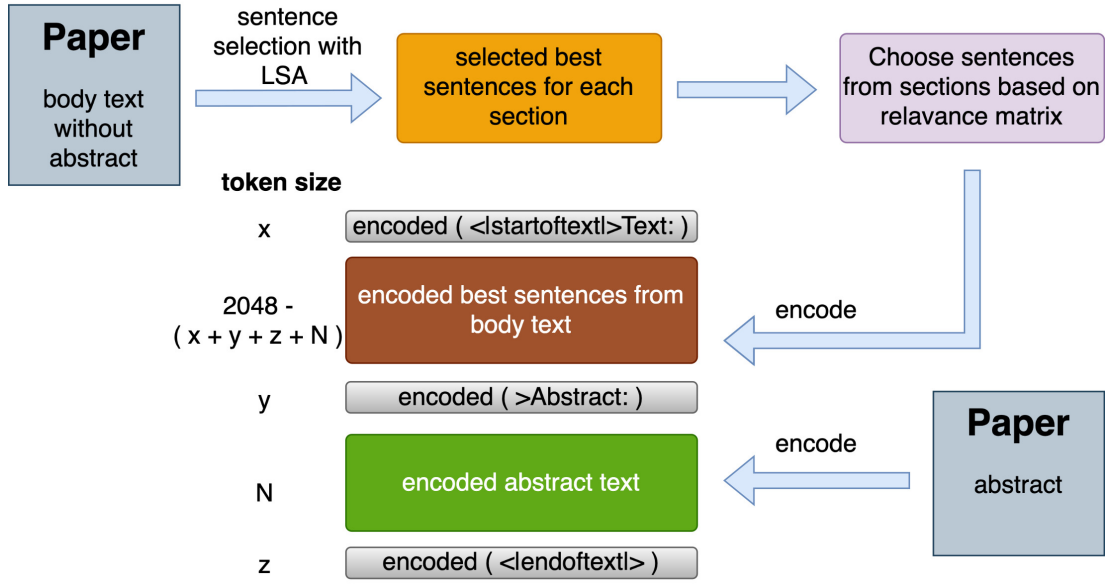 Paper
body text
without
abstract
sentence
selection with
LSA
selected best
sentences for each
section
Choose sentences
from sections based on
relavance matrix
token size
x
encoded ( <|startoftext|>Text: )
2048 -
( x + y + z + N )
encoded best sentences from
body text
encode
y
encoded ( >Abstract: )
N
encoded abstract text
encode
Paper
abstract
z
encoded ( <|endoftext|> )